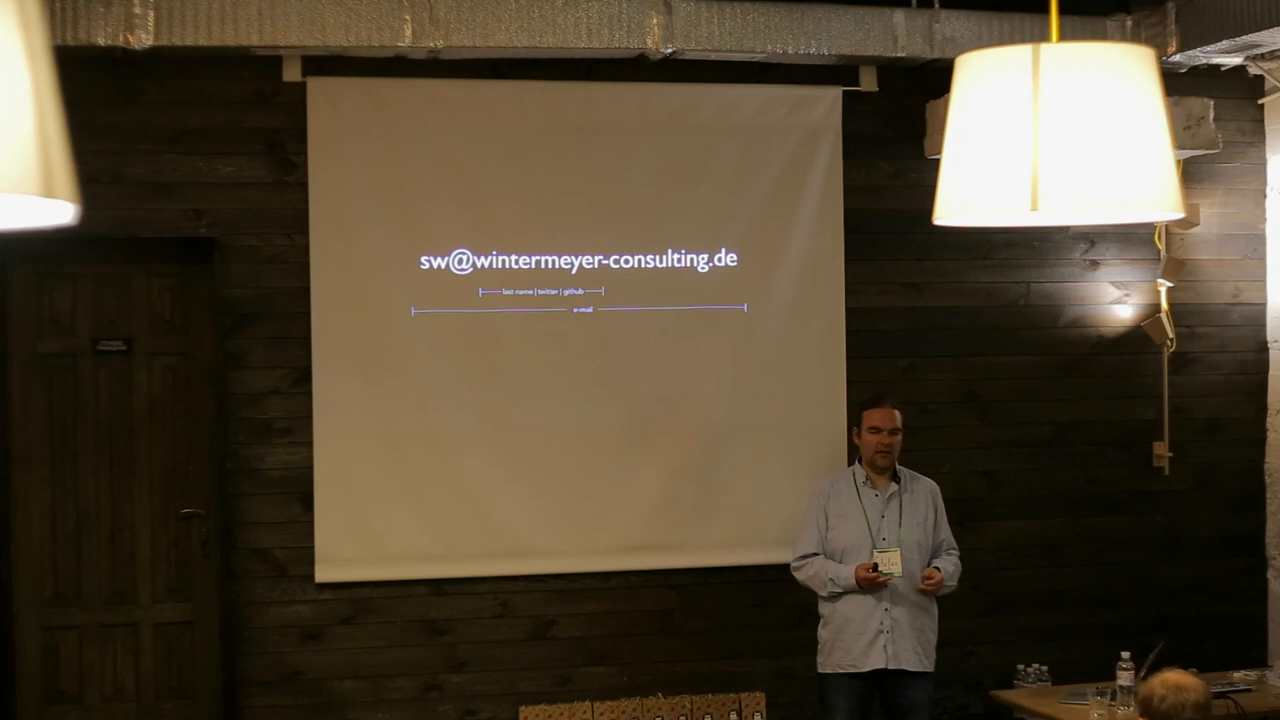 sw@wintermeyer-consulting.de
last name | twitter | github
e-mail